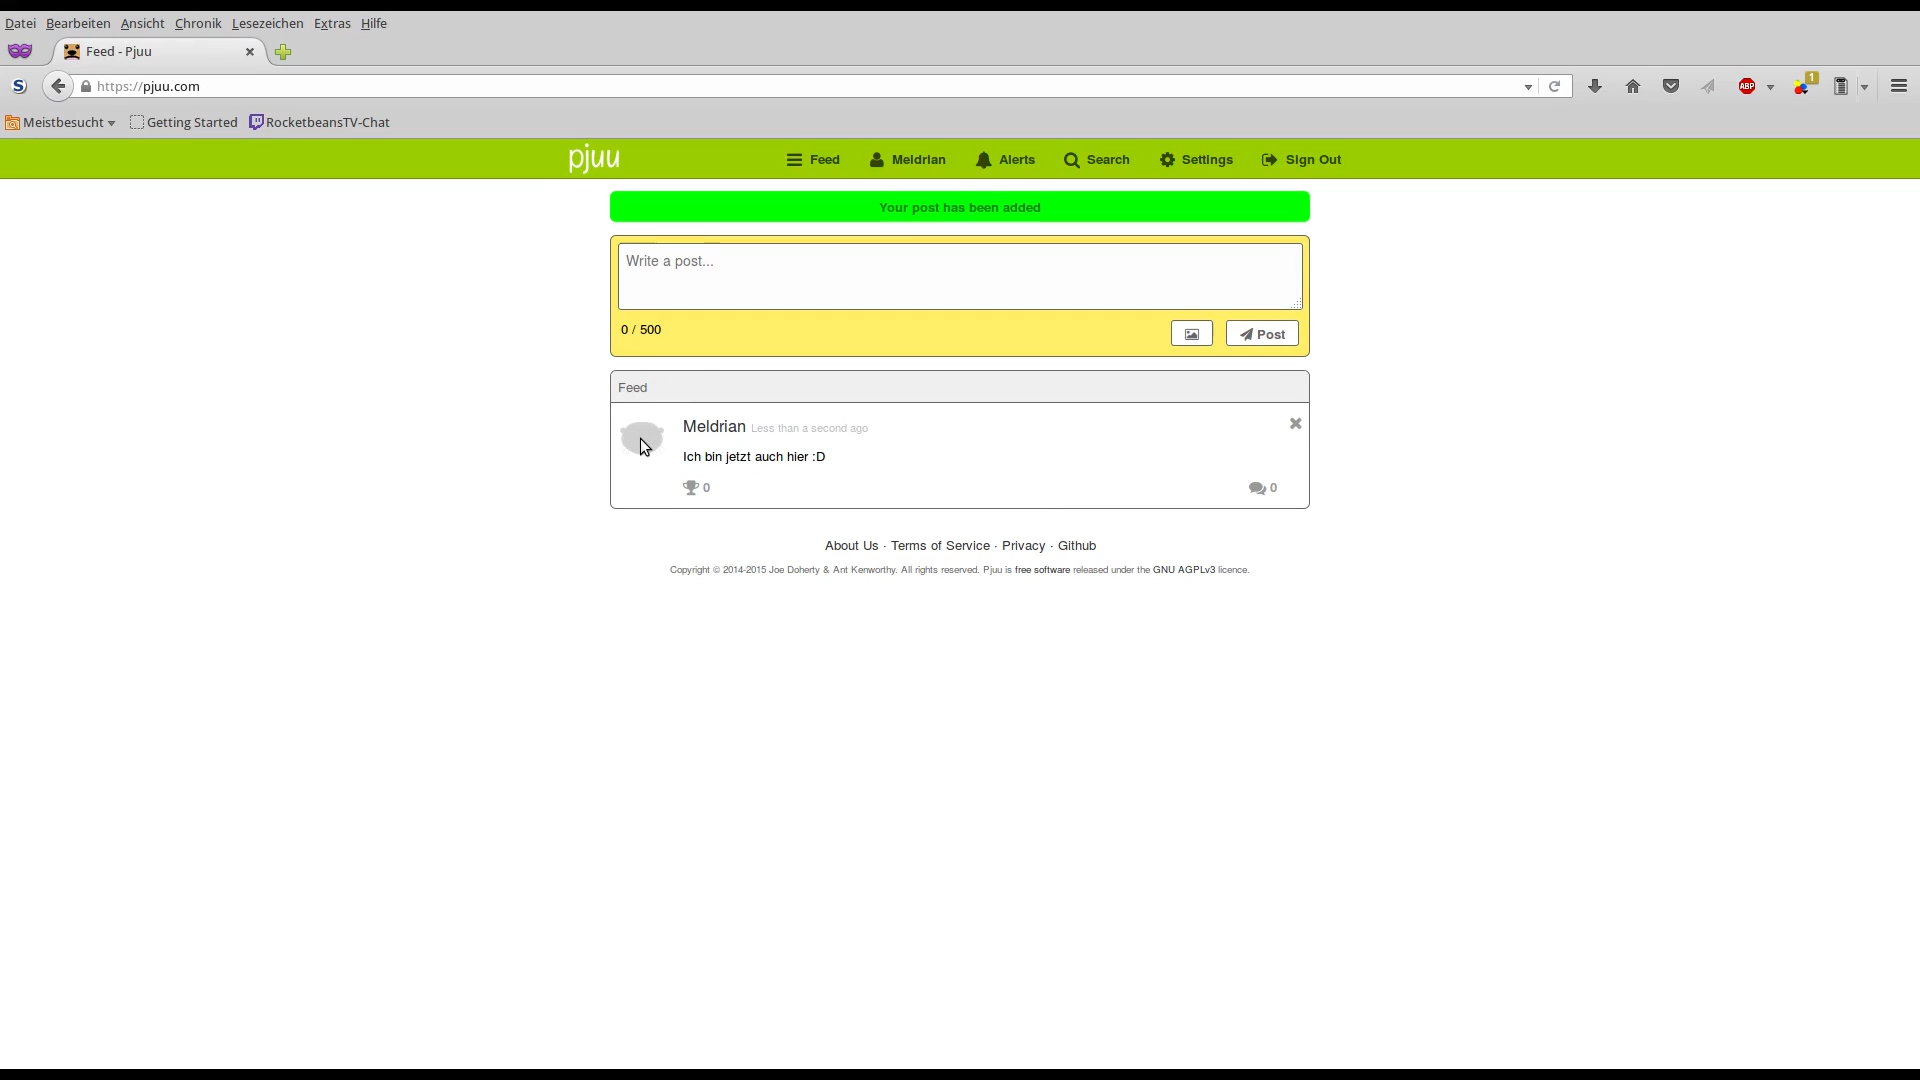 Datei Bearbeiten Ansicht Chronik Lesezeichen Extras Hilfe
Feed - Pjuu
S https://pjuu.com ABP 1
Meistbesucht Getting Started RocketbeansTV-Chat
pjuu Feed Meldrian Alerts Search Settings Sign Out
Your post has been added
Write a post...
0 / 500 Post
Feed
Meldrian Less than a second ago
Ich bin jetzt auch hier :D
0 0
About Us · Terms of Service · Privacy · Github
Copyright © 2014-2015 Joe Doherty & Ant Kenworthy. All rights reserved. Pjuu is free software released under the GNU AGPLv3 licence.